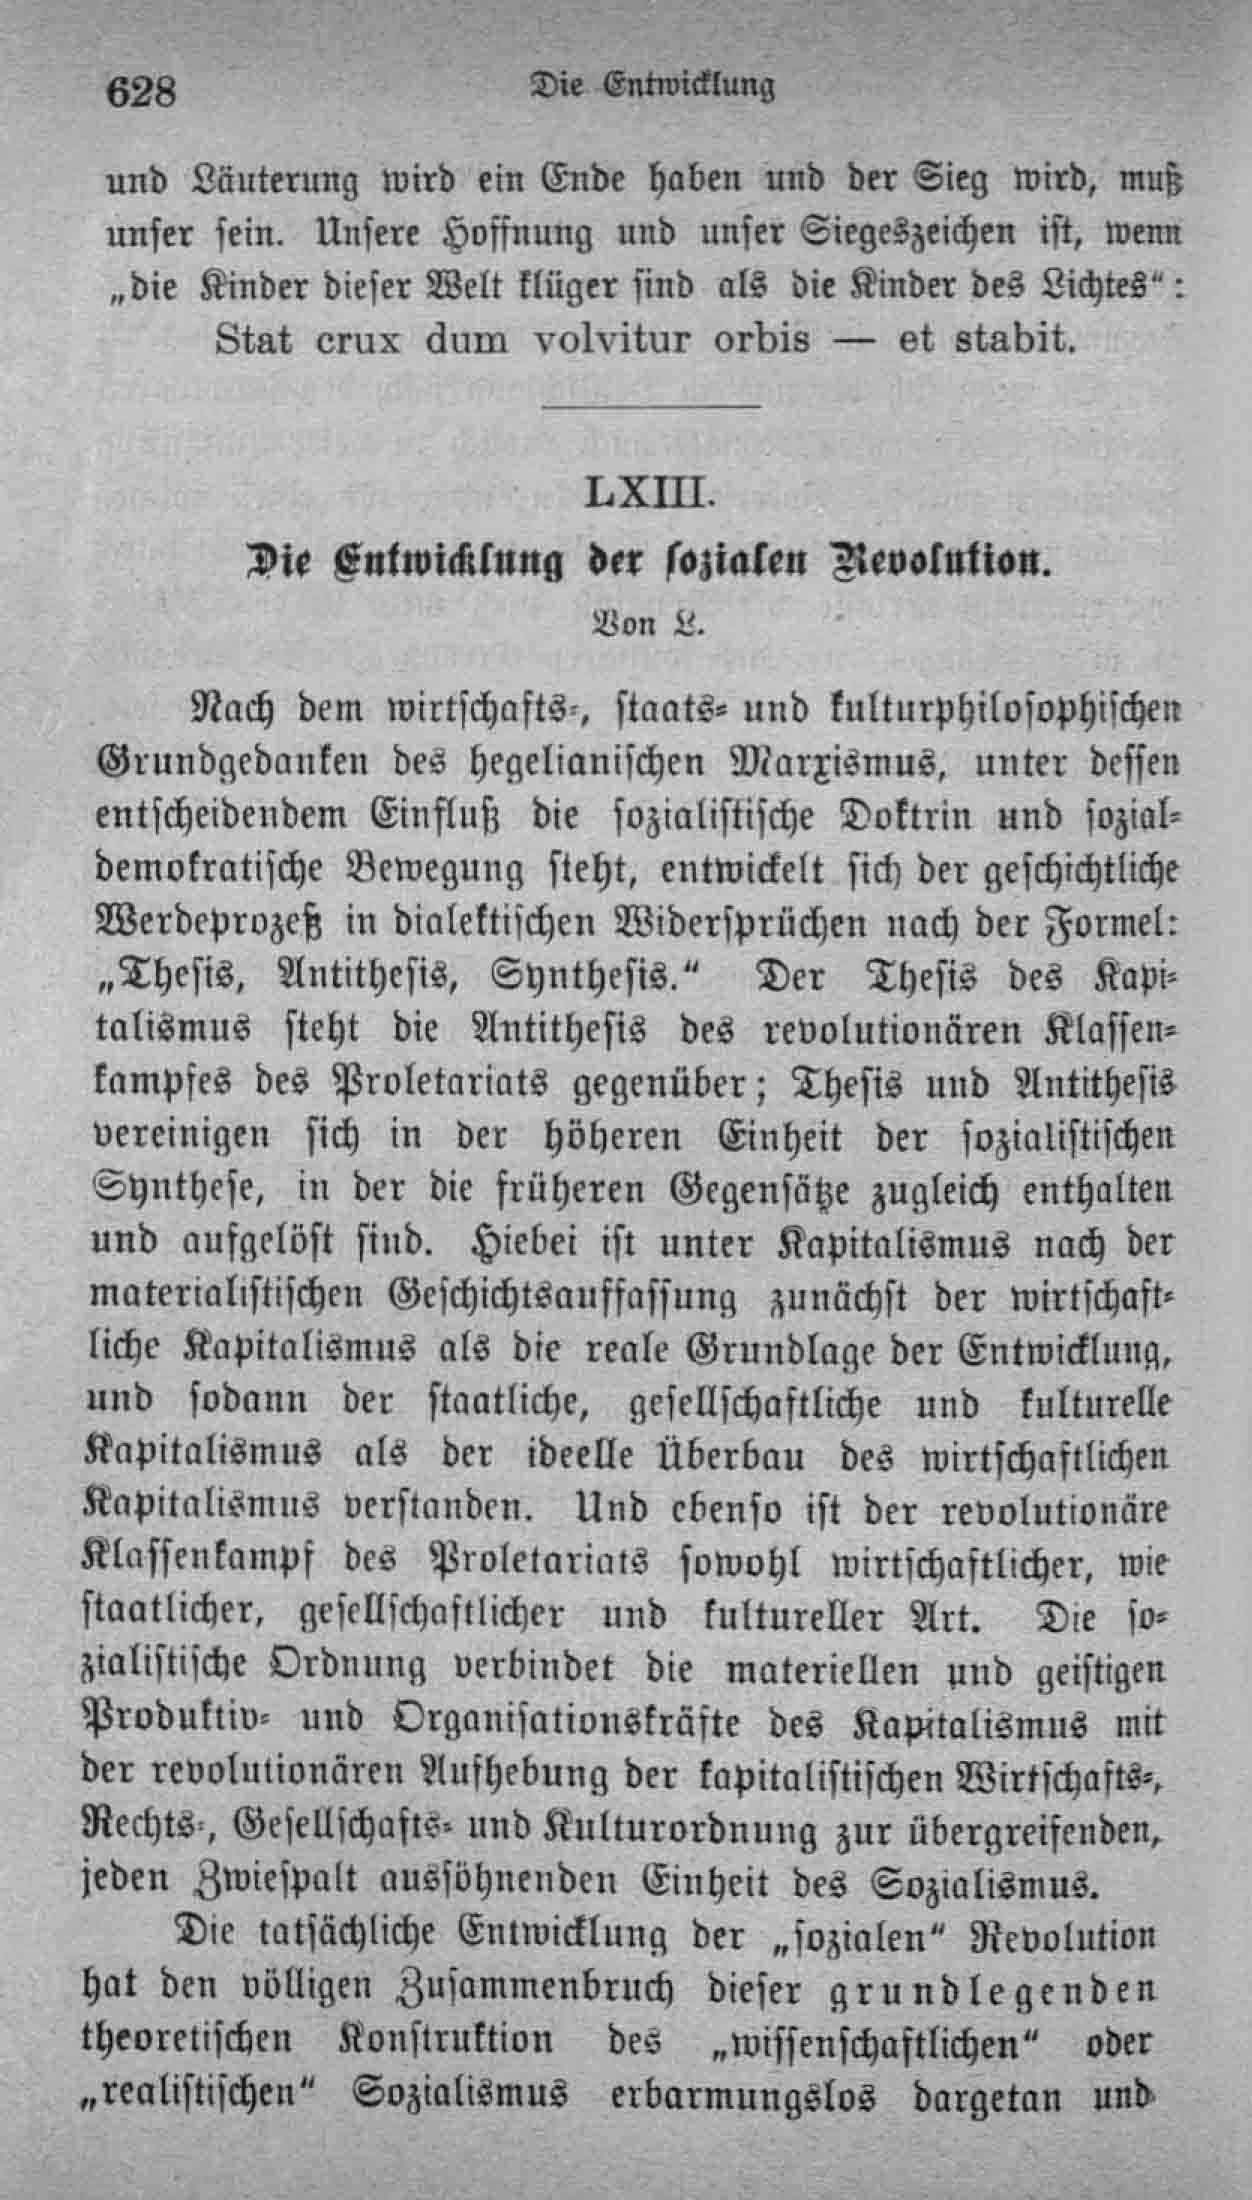 628
Die Entwicklung
und Läuterung wird ein Ende haben und der Sieg wird, muß
unser sein. Unsere Hoffnung und unser Siegeszeichen ist, wenn
„die Kinder dieser Welt klüger sind als die Kinder des Lichtes“:
Stat crux dum volvitur orbis — et stabit.
LXIII.
Die Entwicklung der sozialen Revolution.
Von L.
Nach dem wirtschafts-, staats- und kulturphilosophischen
Grundgedanken des hegelianischen Marxismus, unter dessen
entscheidendem Einfluß die sozialistische Doktrin und sozial-
demokratische Bewegung steht, entwickelt sich der geschichtliche
Werdeprozeß in dialektischen Widersprüchen nach der Formel:
„Thesis, Antithesis, Synthesis.“ Der Thesis des Kapi-
talismus steht die Antithesis des revolutionären Klassen-
kampfes des Proletariats gegenüber; Thesis und Antithesis
vereinigen sich in der höheren Einheit der sozialistischen
Synthese, in der die früheren Gegensätze zugleich enthalten
und aufgelöst sind. Hiebei ist unter Kapitalismus nach der
materialistischen Geschichtsauffassung zunächst der wirtschaft-
liche Kapitalismus als die reale Grundlage der Entwicklung,
und sodann der staatliche, gesellschaftliche und kulturelle
Kapitalismus als der ideelle Überbau des wirtschaftlichen
Kapitalismus verstanden. Und ebenso ist der revolutionäre
Klassenkampf des Proletariats sowohl wirtschaftlicher, wie
staatlicher, gesellschaftlicher und kultureller Art. Die so-
zialistische Ordnung verbindet die materiellen und geistigen
Produktiv- und Organisationskräfte des Kapitalismus mit
der revolutionären Aufhebung der kapitalistischen Wirtschafts-,
Rechts-, Gesellschafts- und Kulturordnung zur übergreifenden,
jeden Zwiespalt aussöhnenden Einheit des Sozialismus.
Die tatsächliche Entwicklung der „sozialen“ Revolution
hat den völligen Zusammenbruch dieser grundlegenden
theoretischen Konstruktion des „wissenschaftlichen“ oder
„realistischen“ Sozialismus erbarmungslos dargetan und